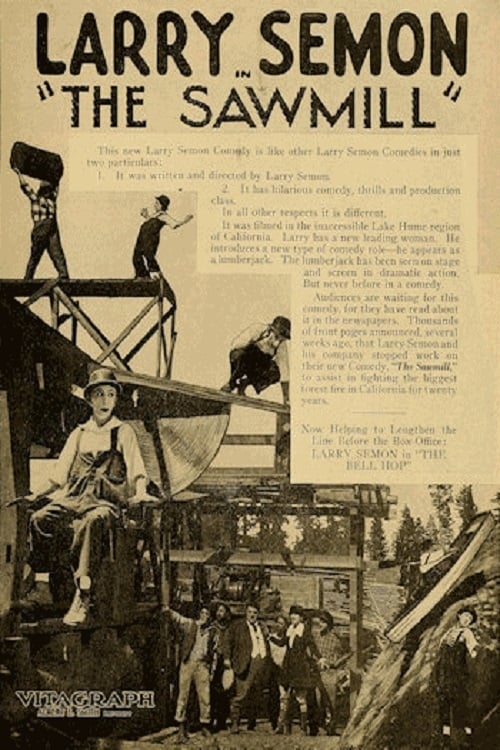 LARRY SEMON
IN
"THE SAWMILL"
This new Larry Semon Comedy is like other Larry Semon Comedies in just
two particulars:
1. It was written and directed by Larry Semon.
2. It has hilarious comedy, thrills and production
class.
In all other respects it is different.
It was filmed in the inaccessible Lake Hume region
of California. Larry has a new leading woman. He
introduces a new type of comedy role—he appears as
a lumberjack. The lumberjack has been seen on stage
and screen in dramatic action.
But never before in a comedy.
Audiences are waiting for this
comedy, for they have read about
it in the newspapers. Thousands
of front pages announced, several
weeks ago, that Larry Semon and
his company stopped work on
their new Comedy, "The Sawmill,"
to assist in fighting the biggest
forest fire in California for twenty
years.
Now Helping to Lengthen the
Line Before the Box-Office:
LARRY SEMON in "THE
BELL HOP"
VITAGRAPH
ALBERT E. SMITH PRESIDENT